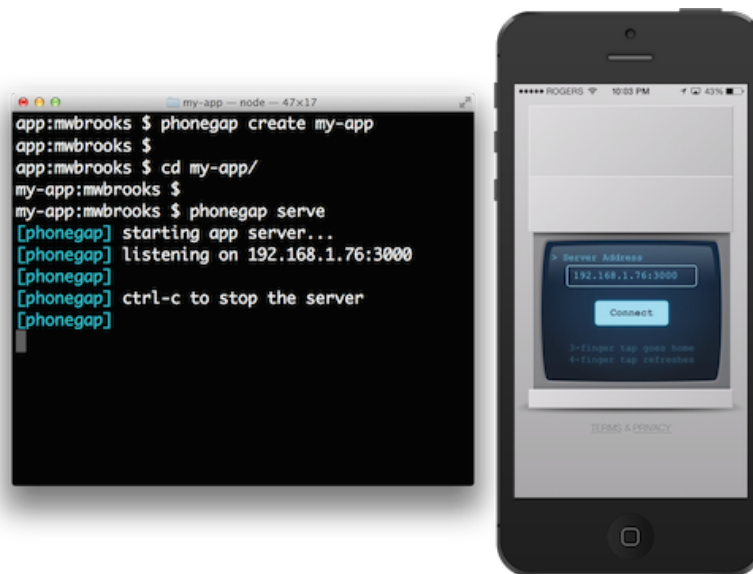 my-app — node — 47×17
app:mwbrooks $ phonegap create my-app
app:mwbrooks $
app:mwbrooks $ cd my-app/
my-app:mwbrooks $
my-app:mwbrooks $ phonegap serve
[phonegap] starting app server...
[phonegap] listening on 192.168.1.76:3000
[phonegap]
[phonegap] ctrl-c to stop the server
[phonegap]
ROGERS 10:03 PM 43%
> Server Address
192.168.1.76:3000
Connect
3-finger tap goes home
4-finger tap refreshes
TERMS & PRIVACY